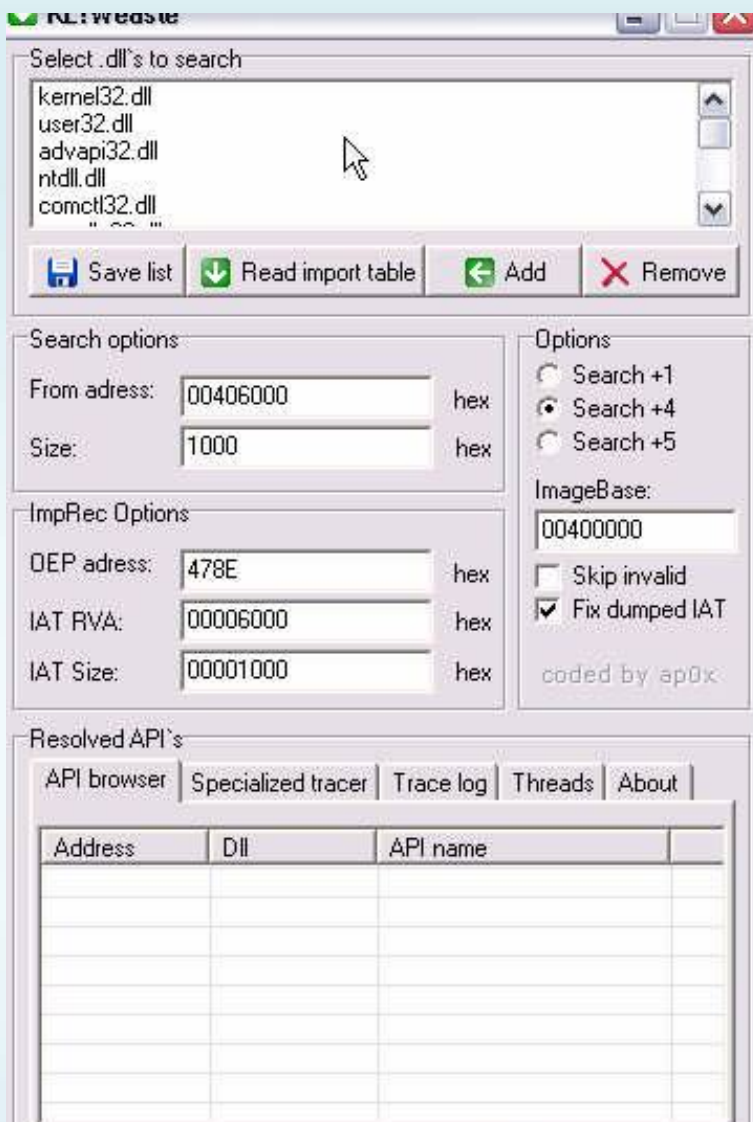 Select .dll`s to search
kernel32.dll
user32.dll
advapi32.dll
ntdll.dll
comctl32.dll
Save list Read import table Add Remove
Search options
From adress: 00406000 hex
Size: 1000 hex
Options
Search +1
Search +4
Search +5
ImageBase:
00400000
Skip invalid
Fix dumped IAT
coded by ap0x
ImpRec Options
OEP adress: 478E hex
IAT RVA: 00006000 hex
IAT Size: 00001000 hex
Resolved API`s
API browser Specialized tracer Trace log Threads About
Address Dll API name